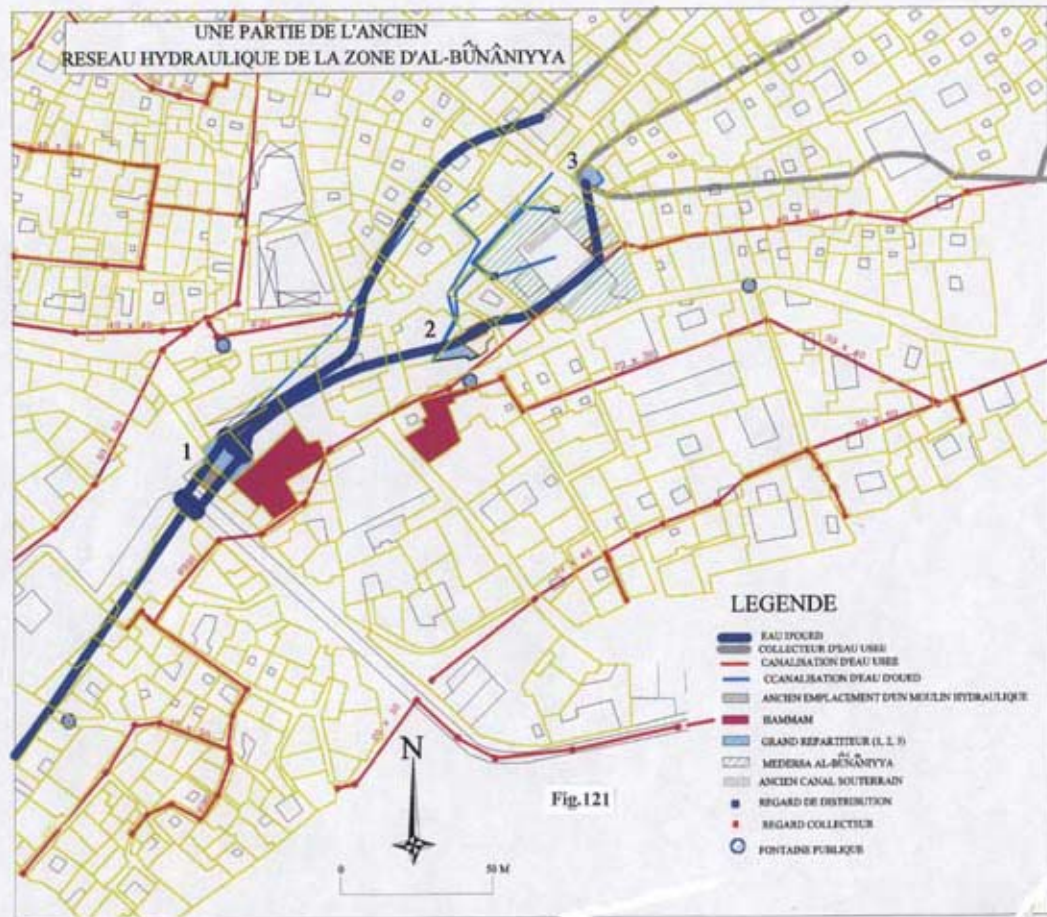 UNE PARTIE DE L'ANCIEN
RESEAU HYDRAULIQUE DE LA ZONE D'AL-BÛNÂNIYYA
3
2
1
LEGENDE
EAU D'OUED
COLLECTEUR D'EAU USEE
CANALISATION D'EAU USEE
CCANALISATION D'EAU D'OUED
ANCIEN EMPLACEMENT D'UN MOULIN HYDRAULIQUE
HAMMAM
GRAND REPARTITEUR (1, 2, 3)
MEDERSA AL-BÛNÂNIYYA
ANCIEN CANAL SOUTERRAIN
REGARD DE DISTRIBUTION
REGARD COLLECTEUR
FONTAINE PUBLIQUE
N
Fig.121
0 50 M